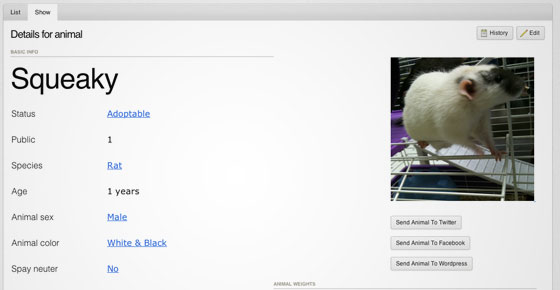 List Show
Details for animal
History Edit
BASIC INFO
Squeaky
Status Adoptable
Public 1
Species Rat
Age 1 years
Animal sex Male
Animal color White & Black
Spay neuter No
Send Animal To Twitter
Send Animal To Facebook
Send Animal To Wordpress
ANIMAL WEIGHTS